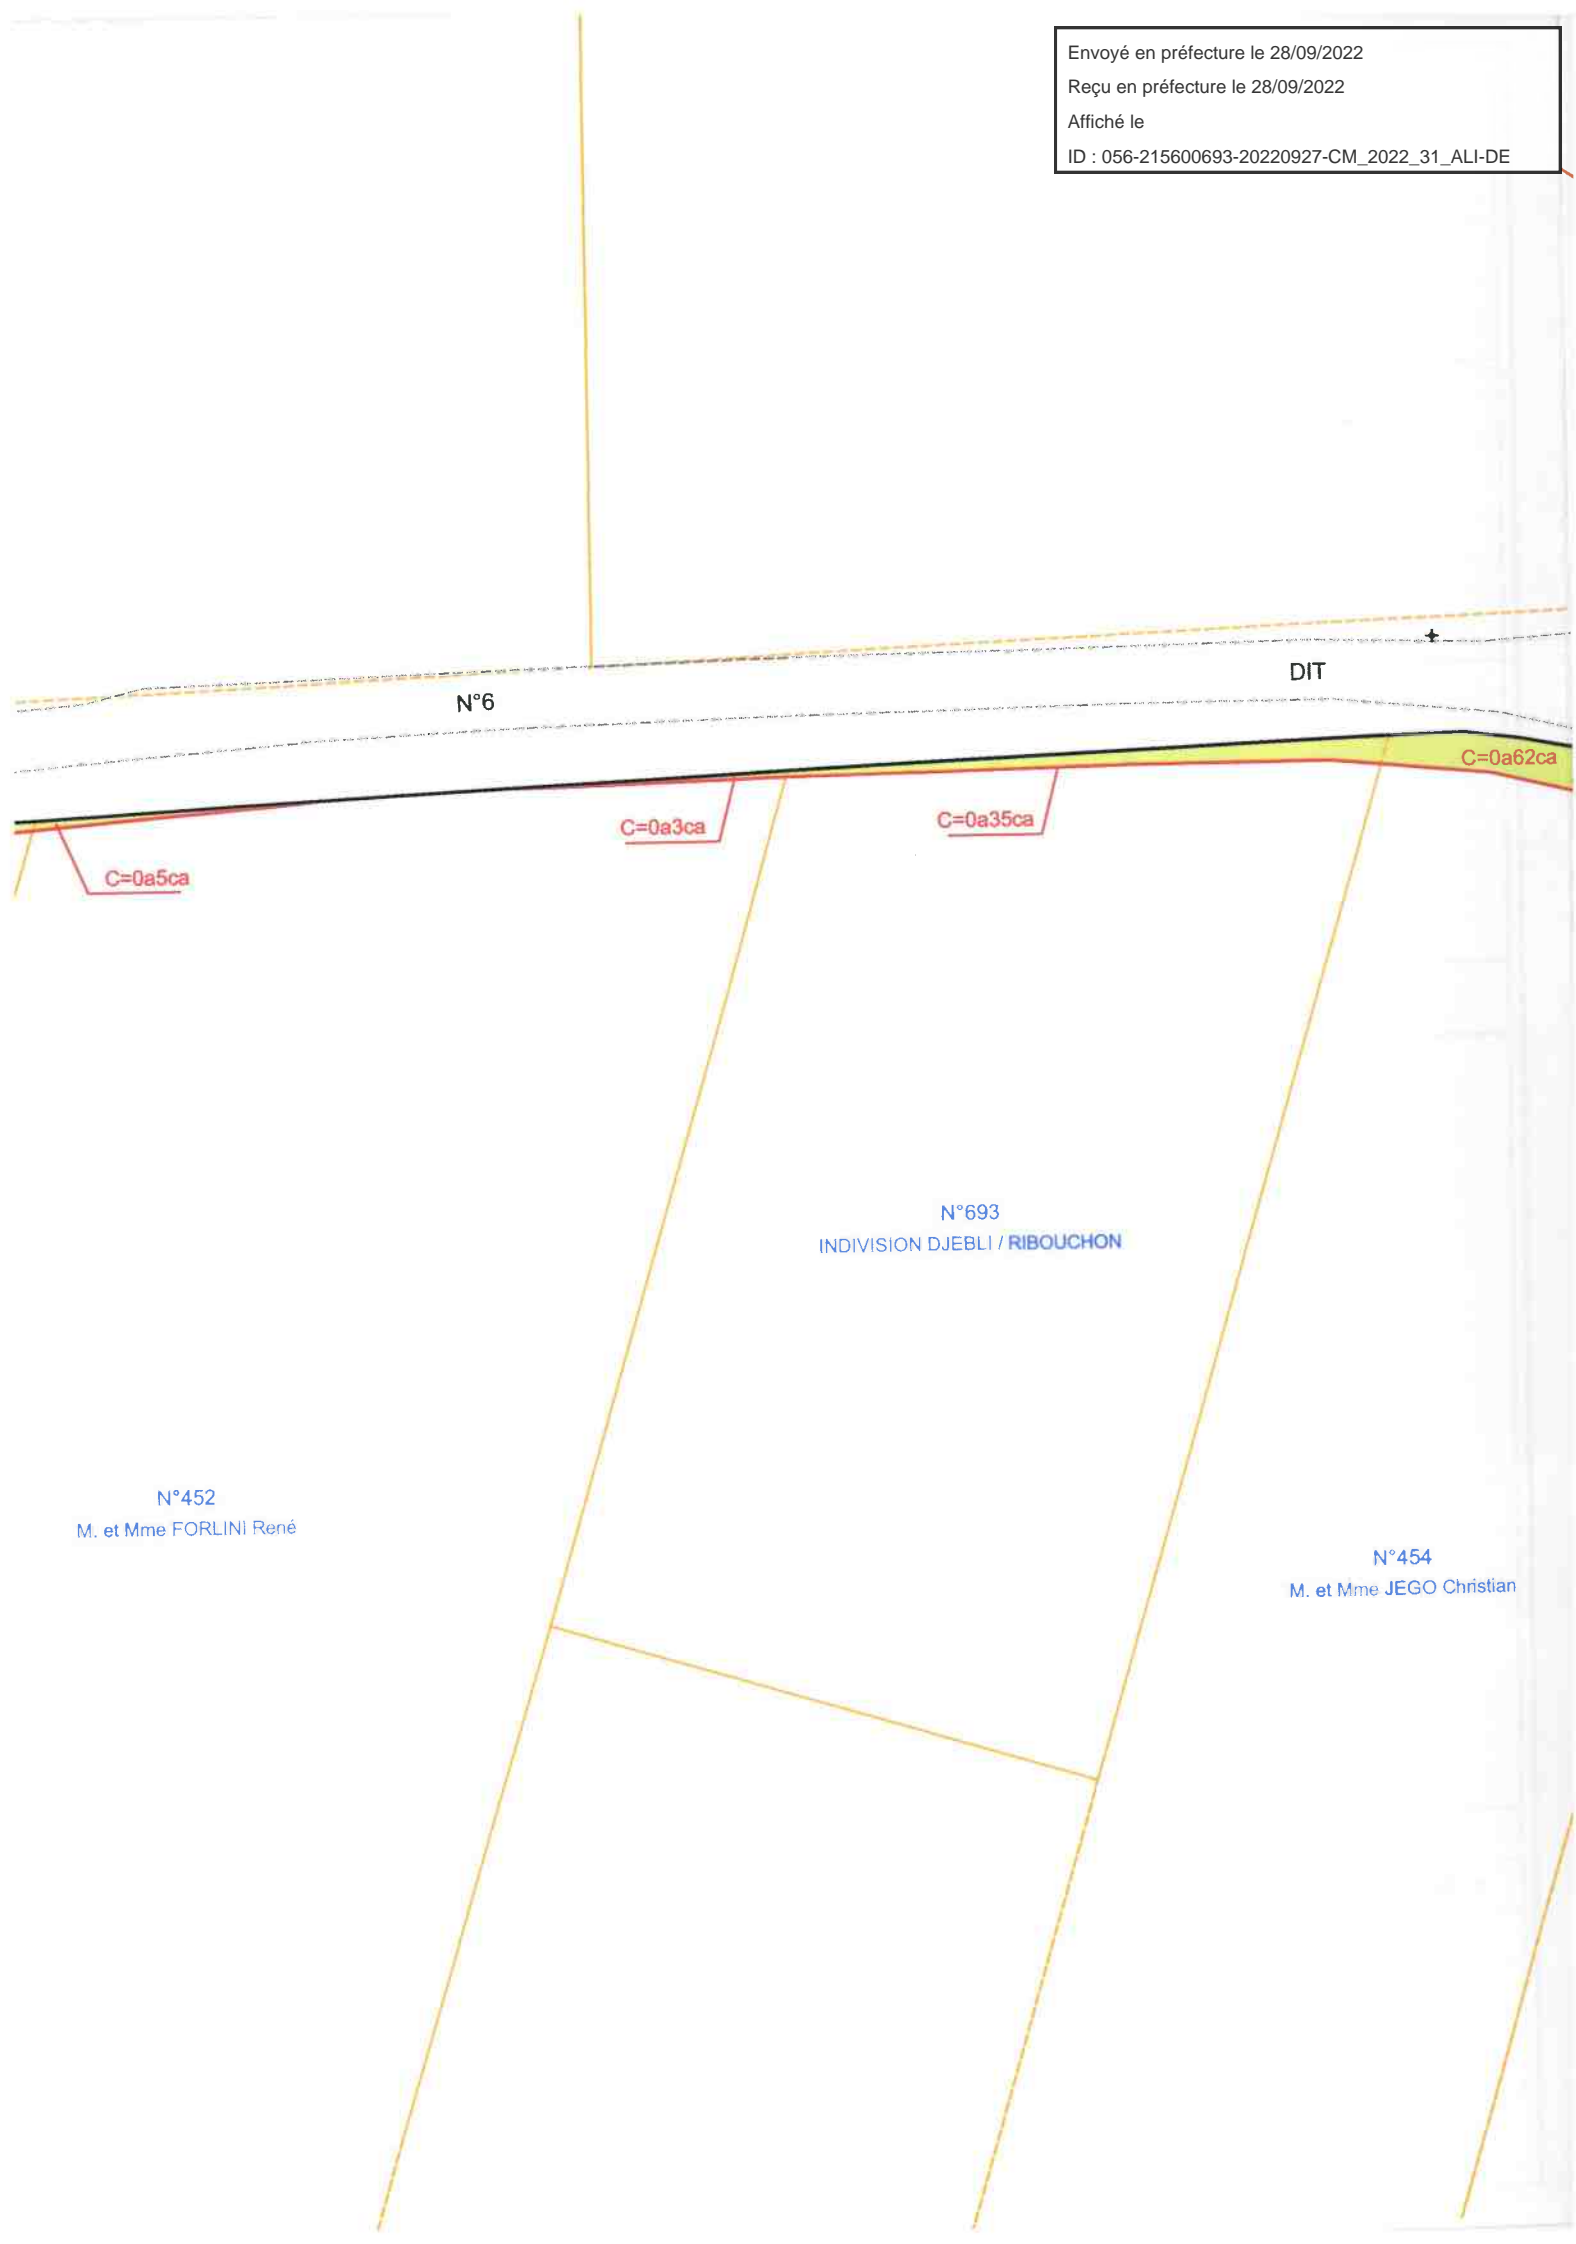 Envoyé en préfecture le 28/09/2022
Reçu en préfecture le 28/09/2022
Affiché le
ID : 056-215600693-20220927-CM_2022_31_ALI-DE
DIT
N°6
C=0a62ca
C=0a3ca
C=0a35ca
C=0a5ca
N°693
INDIVISION DJEBLI / RIBOUCHON
N°452
M. et Mme FORLINI René
N°454
M. et Mme JEGO Christian